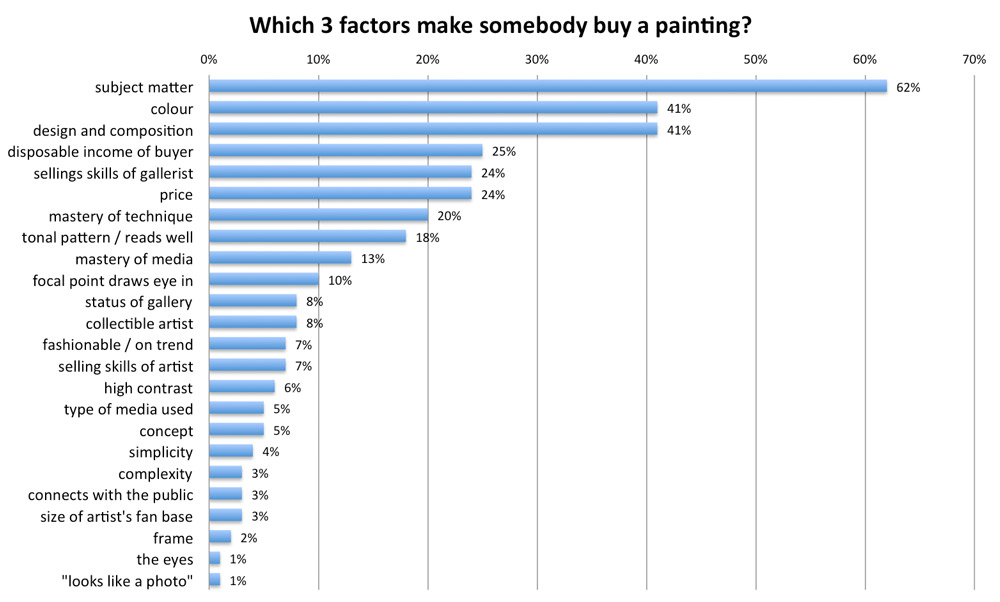 Which 3 factors make somebody buy a painting?
0% 10% 20% 30% 40% 50% 60% 70%
subject matter 62%
colour 41%
design and composition 41%
disposable income of buyer 25%
sellings skills of gallerist 24%
price 24%
mastery of technique 20%
tonal pattern / reads well 18%
mastery of media 13%
focal point draws eye in 10%
status of gallery 8%
collectible artist 8%
fashionable / on trend 7%
selling skills of artist 7%
high contrast 6%
type of media used 5%
concept 5%
simplicity 4%
complexity 3%
connects with the public 3%
size of artist's fan base 3%
frame 2%
the eyes 1%
"looks like a photo" 1%